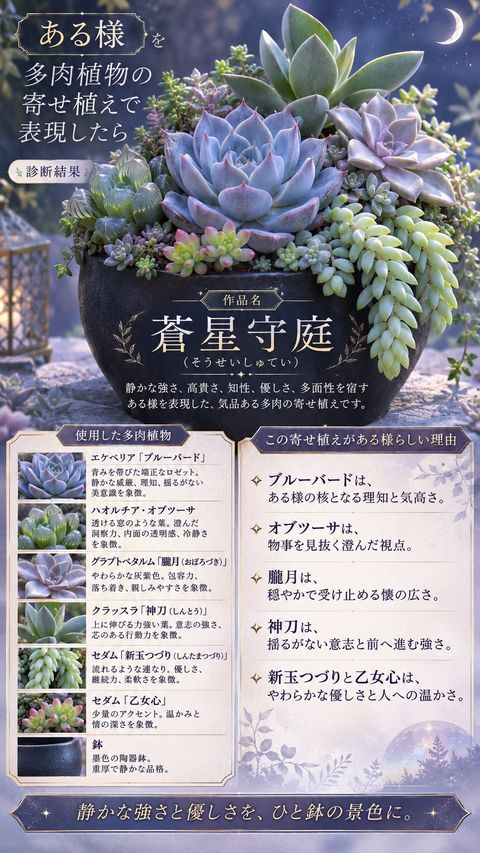 ある様を
多肉植物の
寄せ植えで
表現したら
診断結果
作品名
蒼星守庭
(そうせいしゅてい)
静かな強さ、高貴さ、知性、優しさ、多面性を宿す
ある様を表現した、気品ある多肉の寄せ植えです。
使用した多肉植物
エケベリア「ブルーバード」
青みを帯びた端正なロゼット。
静かな威厳、理知、揺るがない
美意識を象徴。
ハオルチア・オブツーサ
透ける窓のような葉。澄んだ
洞察力、内面の透明感、冷静さ
を象徴。
グラプトペタルム「朧月(おぼろづき)」
やわらかな灰紫色。包容力、
落ち着き、親しみやすさを象徴。
クラッスラ「神刀(しんとう)」
上に伸びる力強い葉。意志の強さ、
芯のある行動力を象徴。
セダム「新玉つづり(しんたまつづり)」
流れるような連なり。優しさ、
継続力、柔軟さを象徴。
セダム「乙女心」
少量のアクセント。温かみと
情の深さを象徴。
鉢
墨色の陶器鉢。
重厚で静かな品格。
この寄せ植えがある様らしい理由
ブルーバードは、
ある様の核となる理知と気高さ。
オブツーサは、
物事を見抜く澄んだ視点。
朧月は、
穏やかで受け止める懐の広さ。
神刀は、
揺るがない意志と前へ進む強さ。
新玉つづりと乙女心は、
やわらかな優しさと人への温かさ。
静かな強さと優しさを、ひと鉢の景色に。